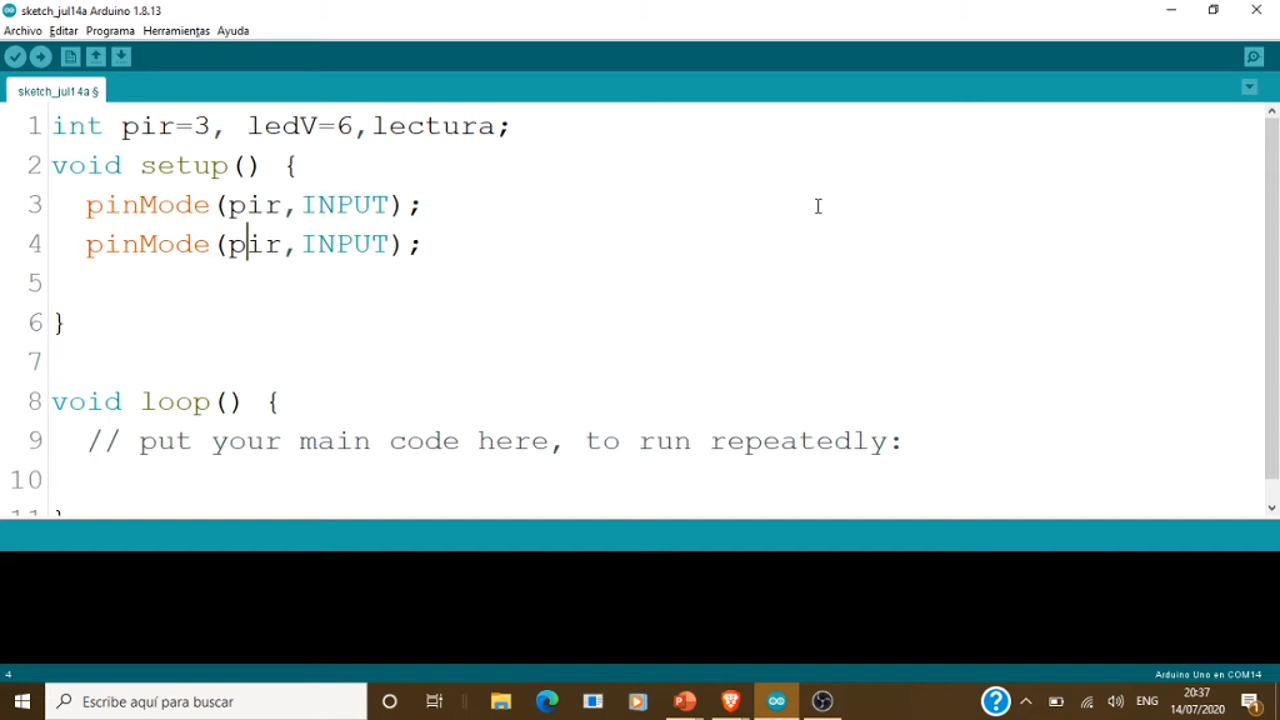 sketch_jul14a Arduino 1.8.13
Archivo Editar Programa Herramientas Ayuda
sketch_jul14a §
1 int pir=3, ledV=6,lectura;
2 void setup() {
3 pinMode(pir,INPUT);
4 pinMode(pir,INPUT);
5
6 }
7
8 void loop() {
9 // put your main code here, to run repeatedly:
10
11 }
4
Arduino Uno en COM14
Escribe aquí para buscar
ENG
20:37
14/07/2020
1